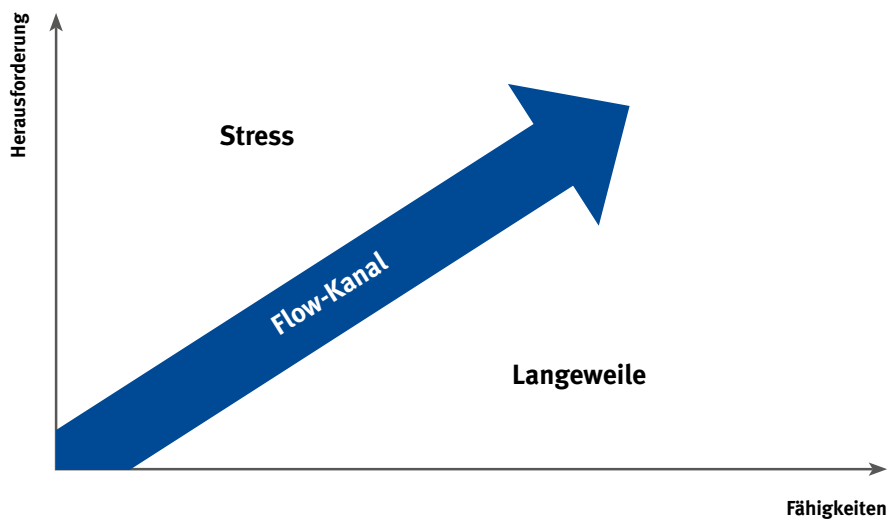 Herausforderung
Stress
Flow-Kanal
Langeweile
Fähigkeiten